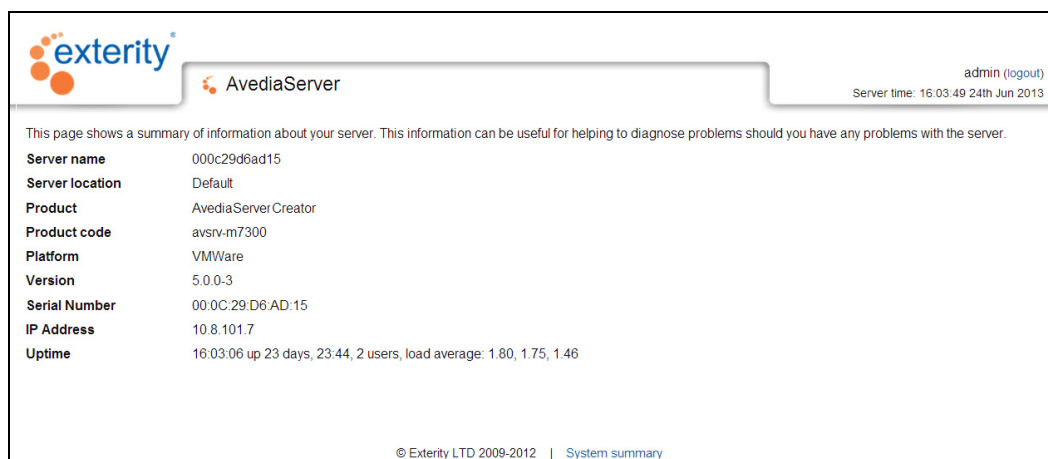 exterity
AvediaServer
admin (logout)
Server time: 16:03:49 24th Jun 2013
This page shows a summary of information about your server. This information can be useful for helping to diagnose problems should you have any problems with the server.
Server name 000c29d6ad15
Server location Default
Product AvediaServerCreator
Product code avsrv-m7300
Platform VMWare
Version 5.0.0-3
Serial Number 00:0C:29:D6:AD:15
IP Address 10.8.101.7
Uptime 16:03:06 up 23 days, 23:44, 2 users, load average: 1.80, 1.75, 1.46
© Exterity LTD 2009-2012 | System summary